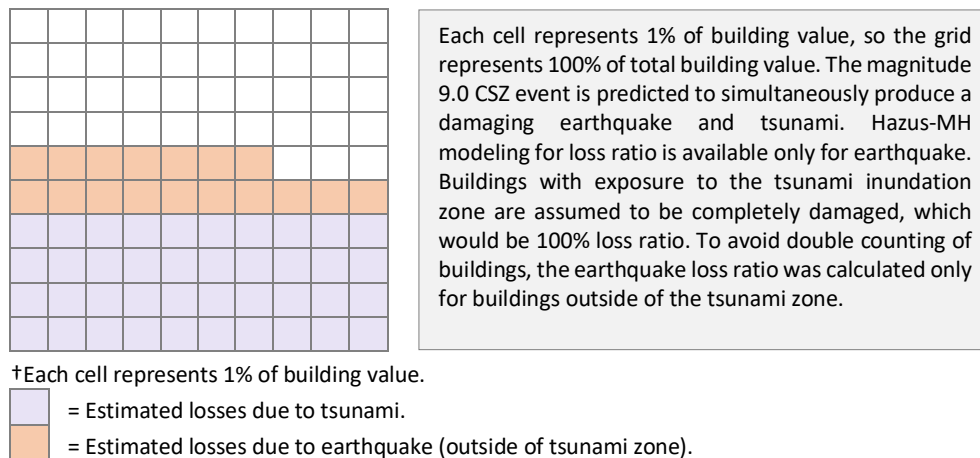 Each cell represents 1% of building value, so the grid
represents 100% of total building value. The magnitude
9.0 CSZ event is predicted to simultaneously produce a
damaging earthquake and tsunami. Hazus-MH
modeling for loss ratio is available only for earthquake.
Buildings with exposure to the tsunami inundation
zone are assumed to be completely damaged, which
would be 100% loss ratio. To avoid double counting of
buildings, the earthquake loss ratio was calculated only
for buildings outside of the tsunami zone.
†Each cell represents 1% of building value.
= Estimated losses due to tsunami.
= Estimated losses due to earthquake (outside of tsunami zone).